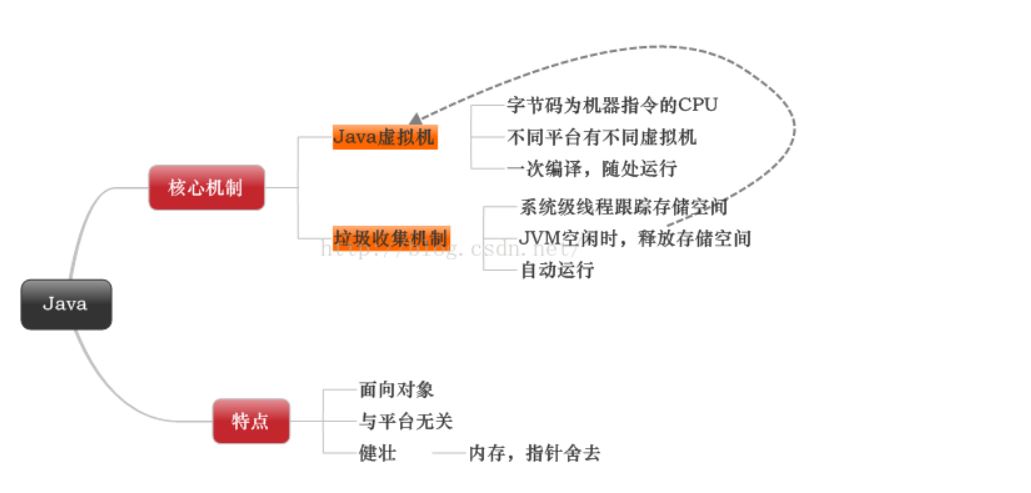 字节码为机器指令的CPU
Java虚拟机
不同平台有不同虚拟机
一次编译，随处运行
核心机制
系统级线程跟踪存储空间
垃圾收集机制
JVM空闲时，释放存储空间
http://blog.csdn.net/
自动运行
Java
面向对象
特点
与平台无关
健壮
内存，指针舍去